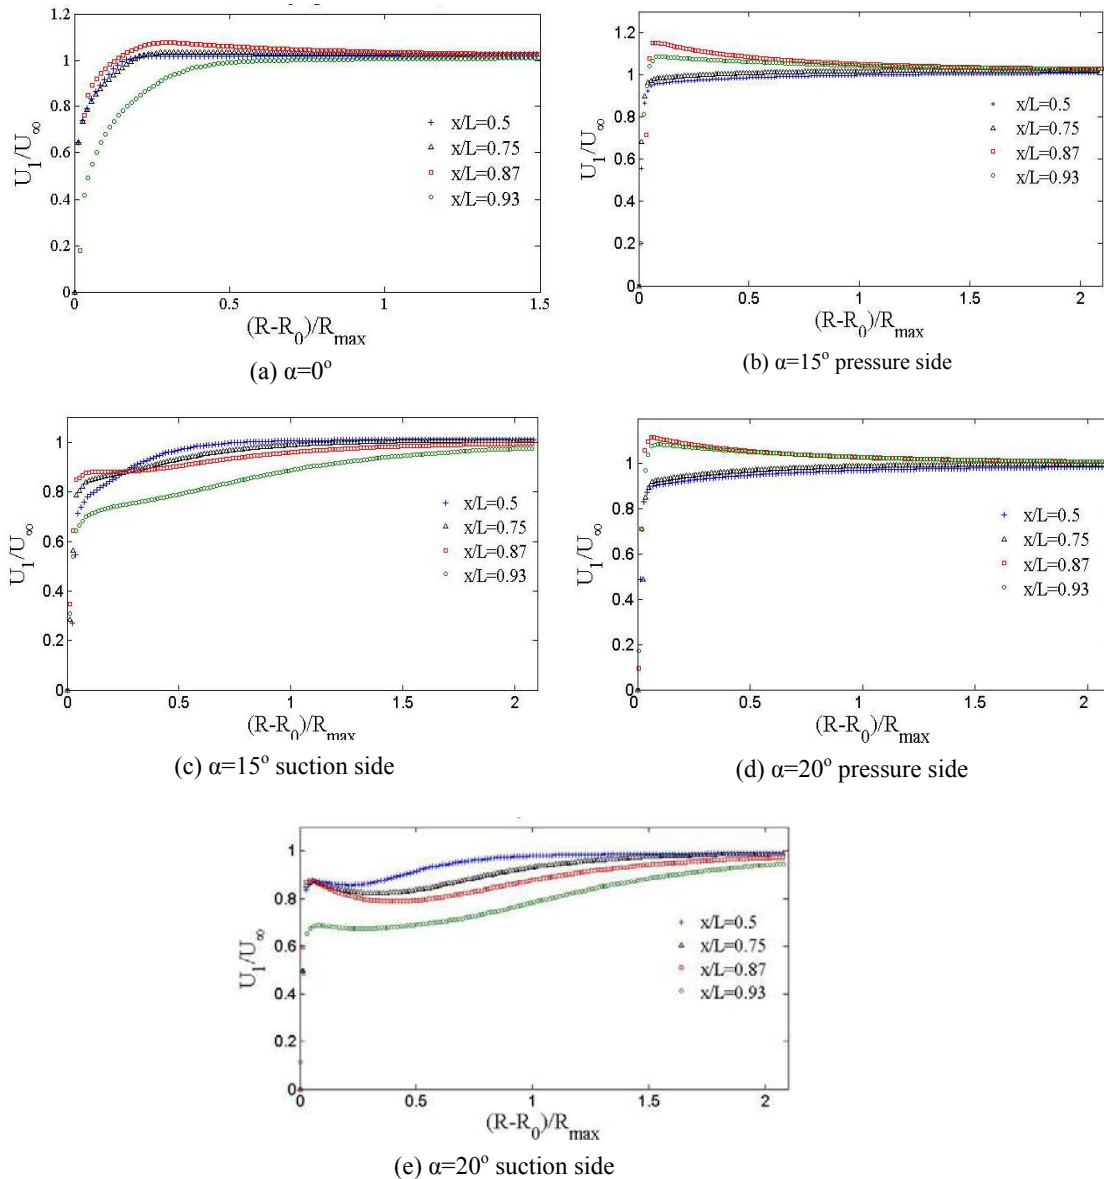 1.2
1
0.8
0.6
0.4
0.2
0
U1/U∞
x/L=0.5
x/L=0.75
x/L=0.87
x/L=0.93
0 0.5 1 1.5
(R-R0)/Rmax
(a) α=0o
1.2
1
0.8
0.6
0.4
0.2
0
U1/U∞
x/L=0.5
x/L=0.75
x/L=0.87
x/L=0.93
0 0.5 1 1.5 2
(R-R0)/Rmax
(b) α=15o pressure side
1
0.8
0.6
0.4
0.2
0
U1/U∞
x/L=0.5
x/L=0.75
x/L=0.87
x/L=0.93
0 0.5 1 1.5 2
(R-R0)/Rmax
(c) α=15o suction side
1
0.8
0.6
0.4
0.2
0
U1/U∞
x/L=0.5
x/L=0.75
x/L=0.87
x/L=0.93
0 0.5 1 1.5 2
(R-R0)/Rmax
(d) α=20o pressure side
1
0.8
0.6
0.4
0.2
0
U1/U∞
x/L=0.5
x/L=0.75
x/L=0.87
x/L=0.93
0 0.5 1 1.5 2
(R-R0)/Rmax
(e) α=20o suction side